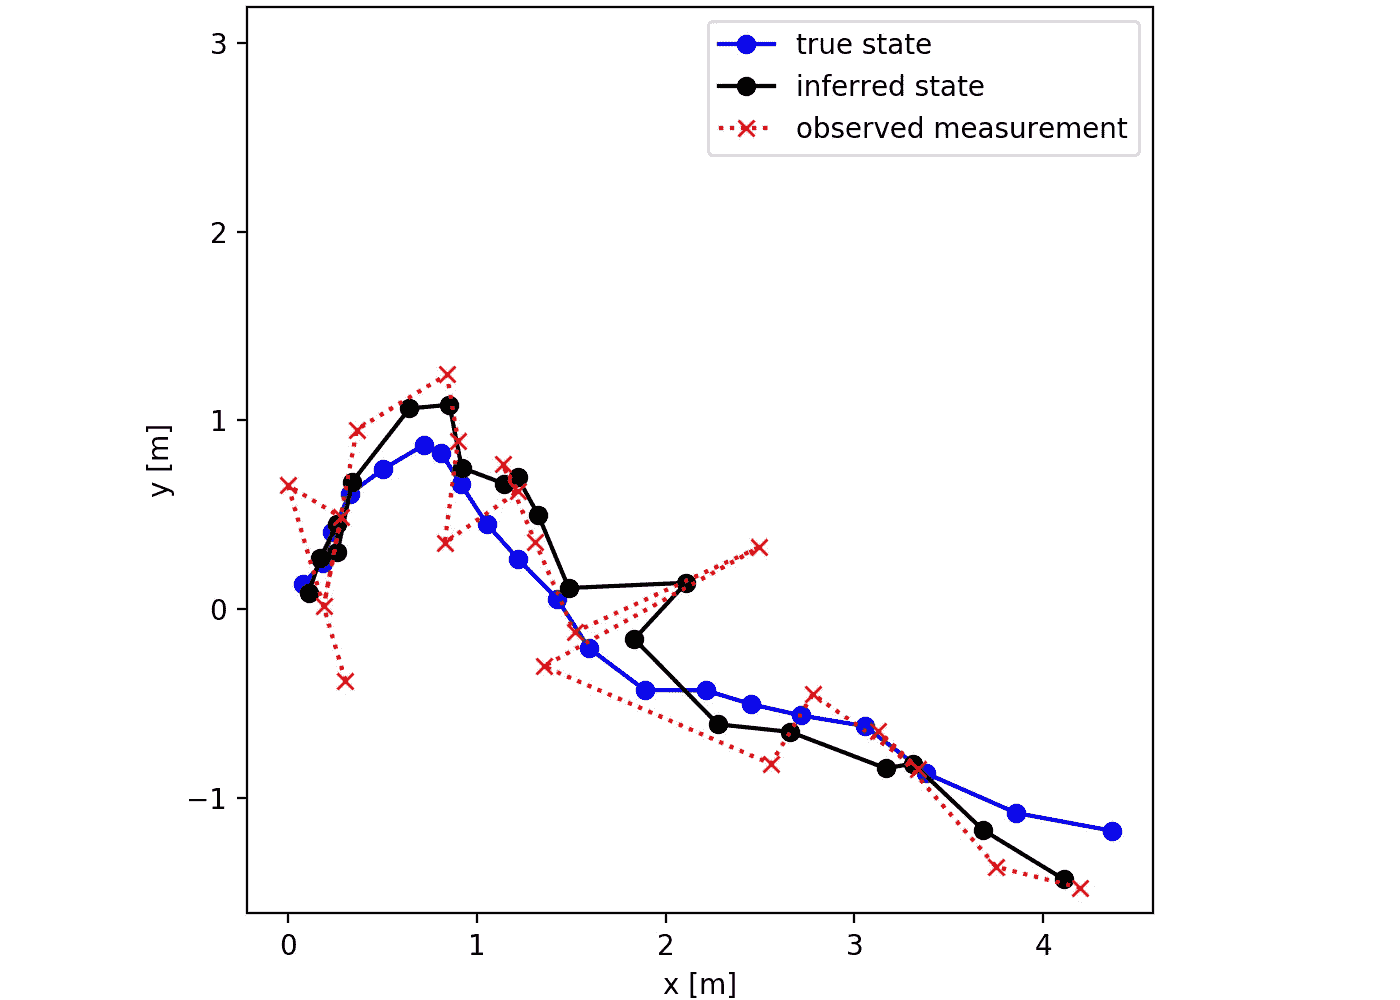 true state
inferred state
observed measurement
3
2
1
0
−1
y [m]
0 1 2 3 4
x [m]